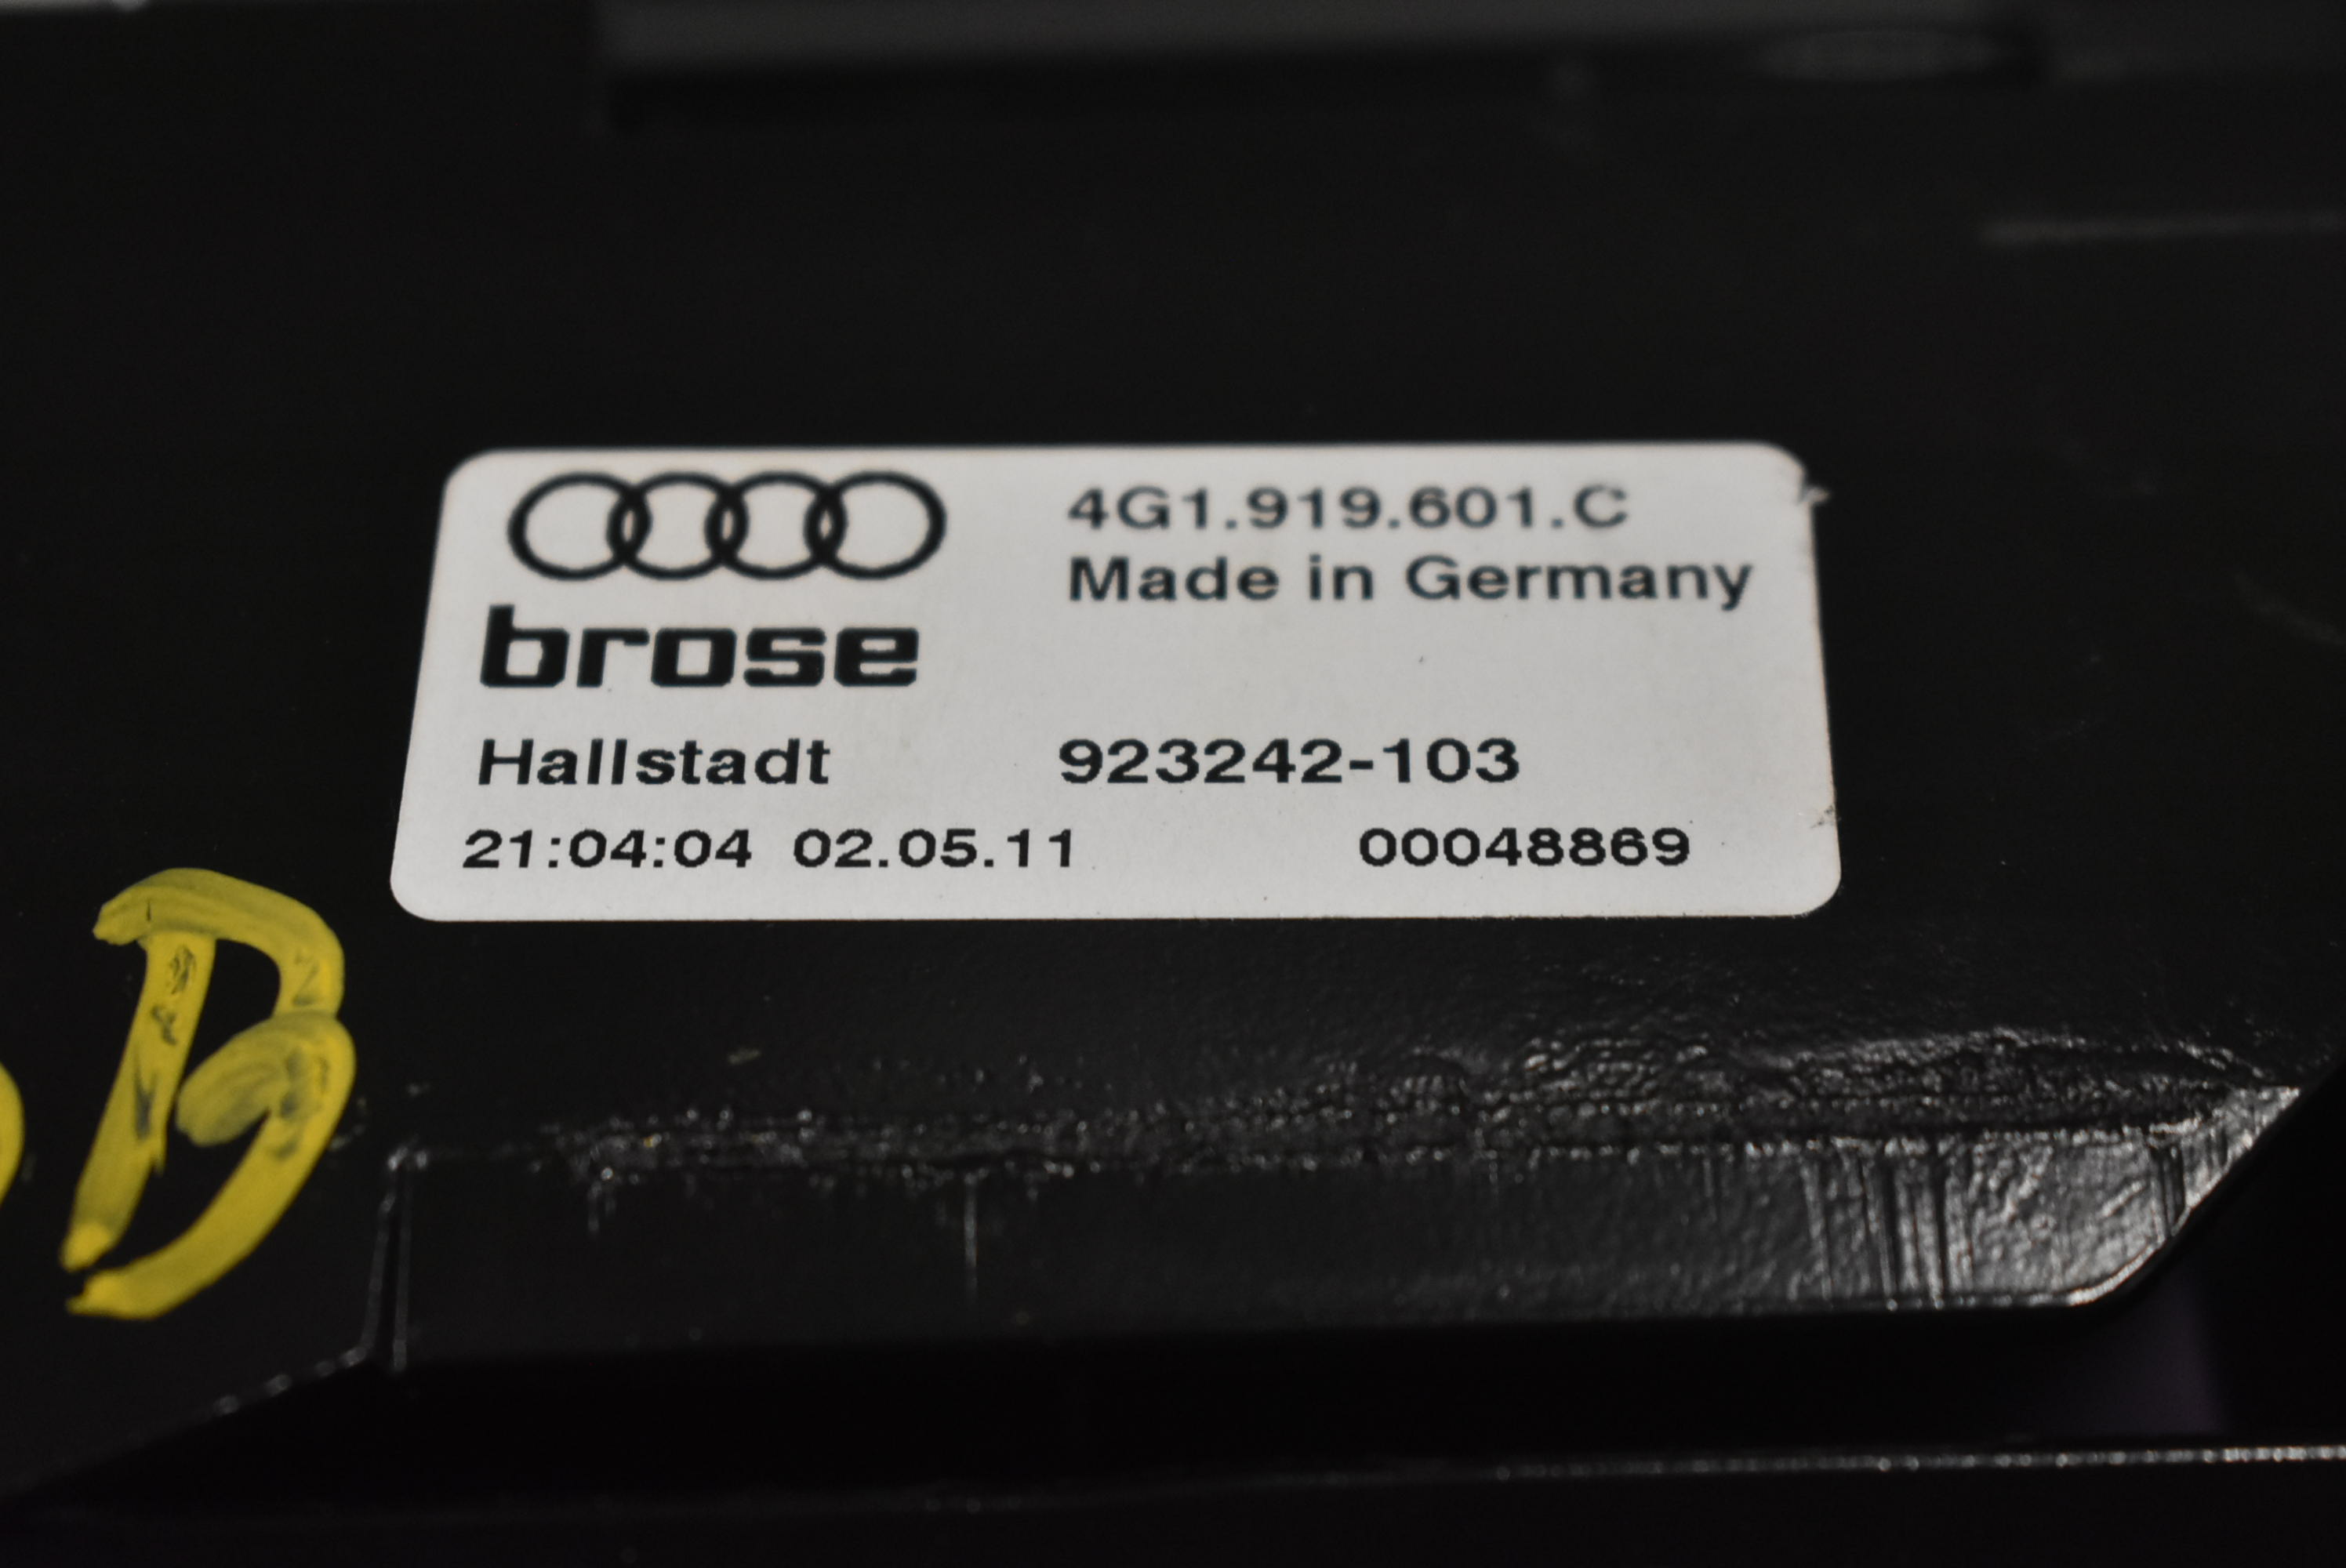 4G1.919.601.C
Made in Germany
brose
Hallstadt 923242-103
21:04:04 02.05.11 00048869
B